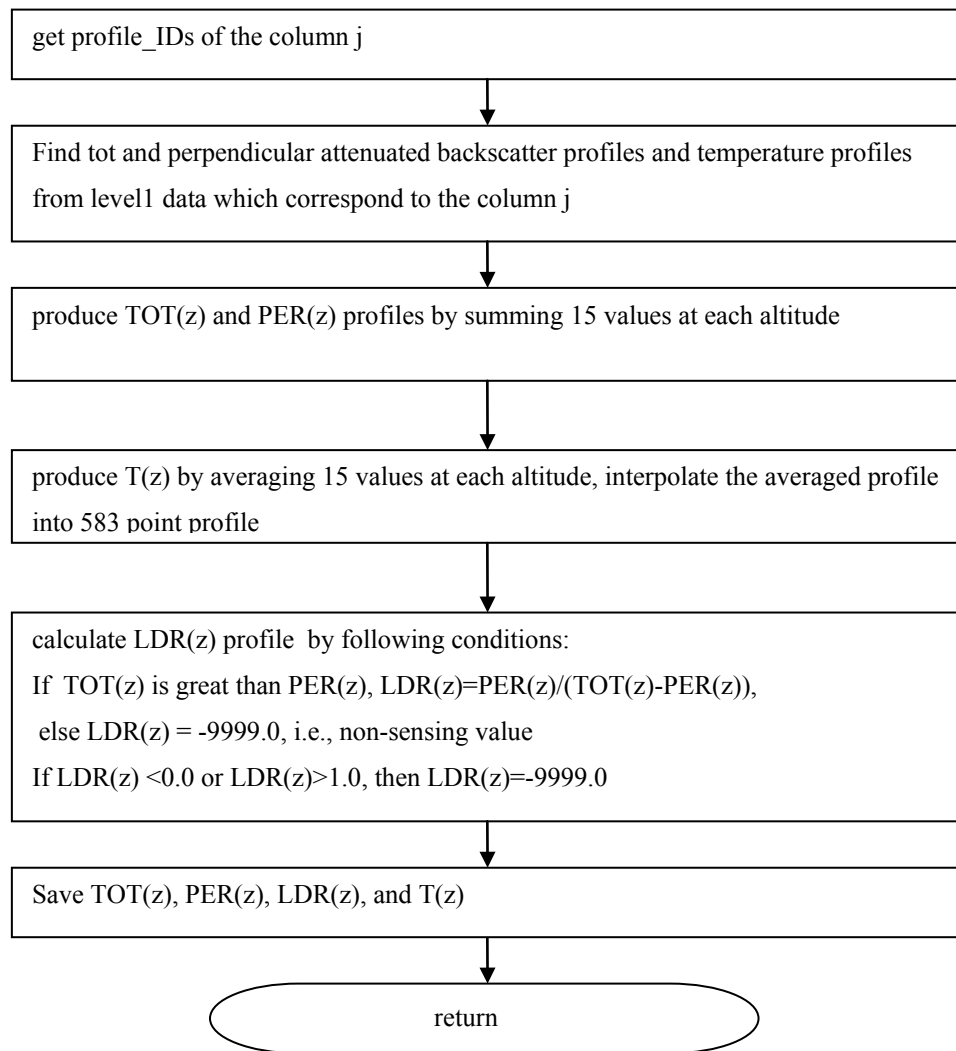 get profile_IDs of the column j
Find tot and perpendicular attenuated backscatter profiles and temperature profiles
from level1 data which correspond to the column j
produce TOT(z) and PER(z) profiles by summing 15 values at each altitude
produce T(z) by averaging 15 values at each altitude, interpolate the averaged profile
into 583 point profile
calculate LDR(z) profile by following conditions:
If TOT(z) is great than PER(z), LDR(z)=PER(z)/(TOT(z)-PER(z)),
else LDR(z) = -9999.0, i.e., non-sensing value
If LDR(z) <0.0 or LDR(z)>1.0, then LDR(z)=-9999.0
Save TOT(z), PER(z), LDR(z), and T(z)
return